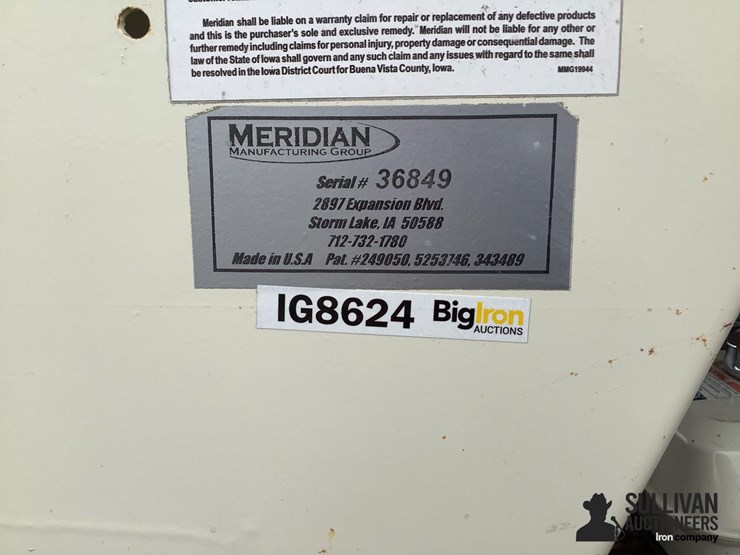 Meridian shall be liable on a warranty claim for repair or replacement of any defective products
and this is the purchaser's sole and exclusive remedy. Meridian will not be liable for any other or
further remedy including claims for personal injury, property damage or consequential damage. The
law of the State of Iowa shall govern and any such claim and any issues with regard to the same shall
be resolved in the Iowa District Court for Buena Vista County, Iowa. MMG19944
MERIDIAN
MANUFACTURING GROUP
Serial # 36849
2897 Expansion Blvd.
Storm Lake, IA 50588
712-732-1780
Made in U.S.A Pat. #249050, 5253746, 343489
IG8624 BigIron
AUCTIONS
SULLIVAN
AUCTIONEERS
Iron company